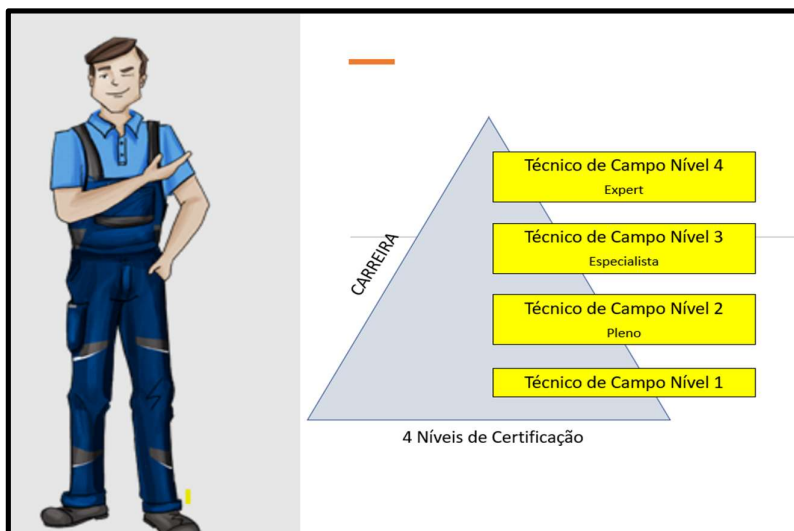 Técnico de Campo Nível 4
Expert
Técnico de Campo Nível 3
Especialista
CARREIRA
Técnico de Campo Nível 2
Pleno
Técnico de Campo Nível 1
4 Níveis de Certificação